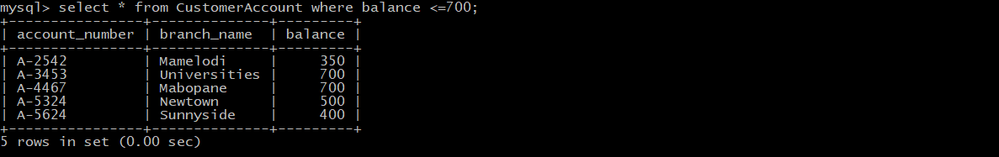 mysql> select * from CustomerAccount where balance <=700;
+----------------+--------------+---------+
| account_number | branch_name  | balance |
+----------------+--------------+---------+
| A-2542         | Mamelodi     |     350 |
| A-3453         | Universities |     700 |
| A-4467         | Mabopane     |     700 |
| A-5324         | Newtown      |     500 |
| A-5624         | Sunnyside    |     400 |
+----------------+--------------+---------+
5 rows in set (0.00 sec)